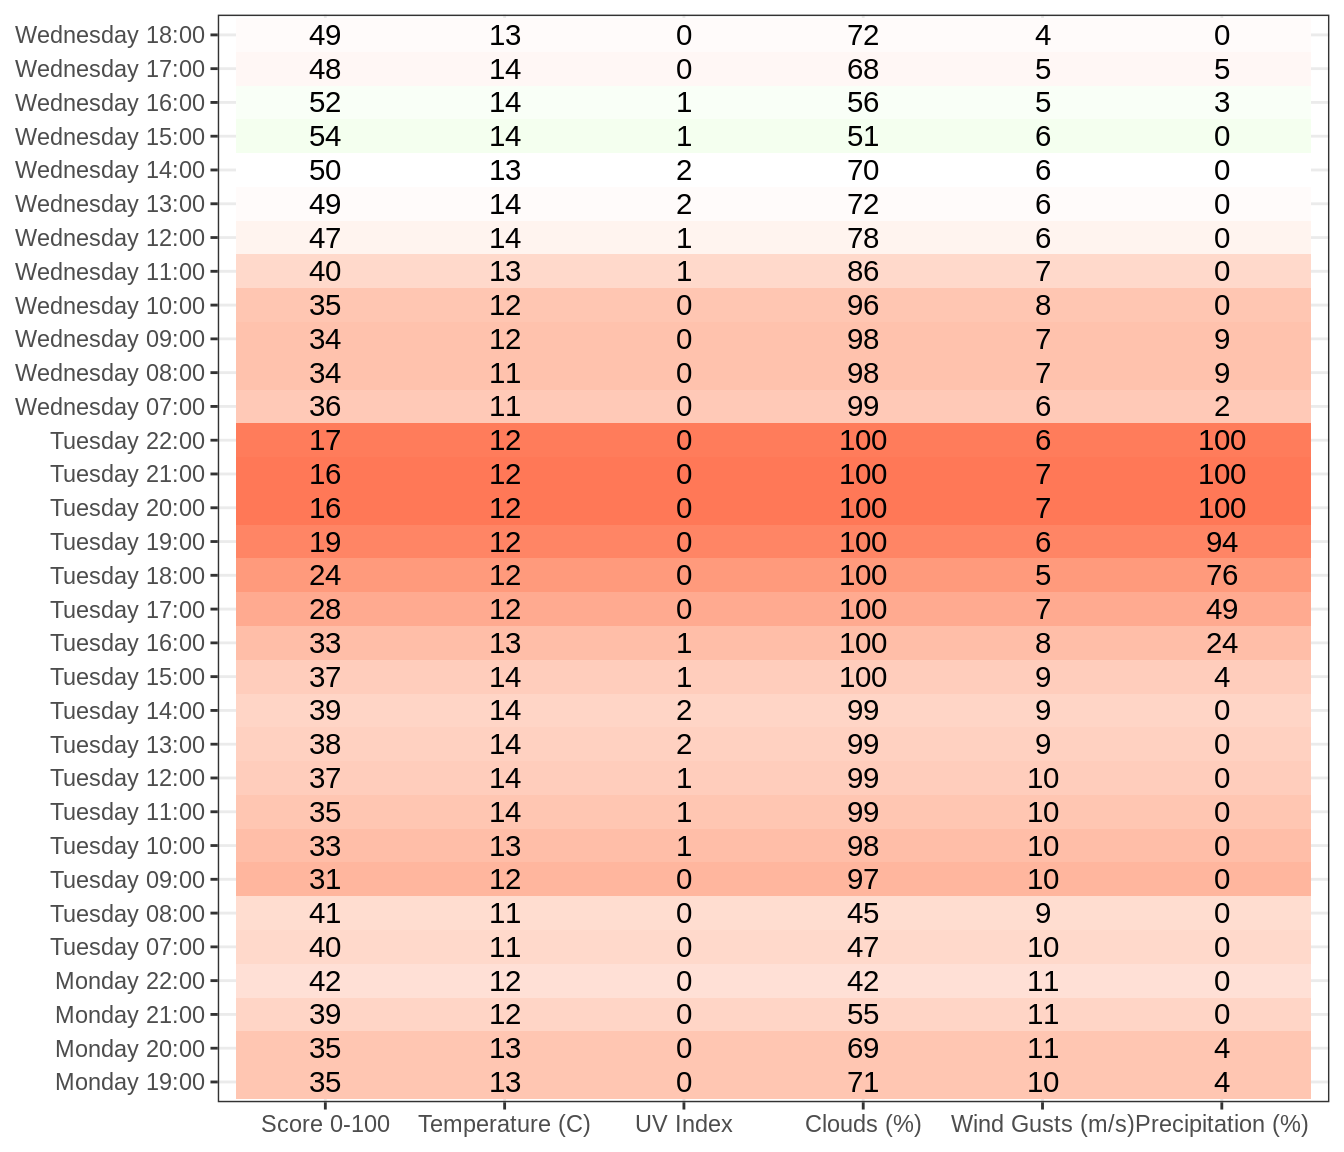 Wednesday 18:00 49 13 0 72 4 0
Wednesday 17:00 48 14 0 68 5 5
Wednesday 16:00 52 14 1 56 5 3
Wednesday 15:00 54 14 1 51 6 0
Wednesday 14:00 50 13 2 70 6 0
Wednesday 13:00 49 14 2 72 6 0
Wednesday 12:00 47 14 1 78 6 0
Wednesday 11:00 40 13 1 86 7 0
Wednesday 10:00 35 12 0 96 8 0
Wednesday 09:00 34 12 0 98 7 9
Wednesday 08:00 34 11 0 98 7 9
Wednesday 07:00 36 11 0 99 6 2
Tuesday 22:00 17 12 0 100 6 100
Tuesday 21:00 16 12 0 100 7 100
Tuesday 20:00 16 12 0 100 7 100
Tuesday 19:00 19 12 0 100 6 94
Tuesday 18:00 24 12 0 100 5 76
Tuesday 17:00 28 12 0 100 7 49
Tuesday 16:00 33 13 1 100 8 24
Tuesday 15:00 37 14 1 100 9 4
Tuesday 14:00 39 14 2 99 9 0
Tuesday 13:00 38 14 2 99 9 0
Tuesday 12:00 37 14 1 99 10 0
Tuesday 11:00 35 14 1 99 10 0
Tuesday 10:00 33 13 1 98 10 0
Tuesday 09:00 31 12 0 97 10 0
Tuesday 08:00 41 11 0 45 9 0
Tuesday 07:00 40 11 0 47 10 0
Monday 22:00 42 12 0 42 11 0
Monday 21:00 39 12 0 55 11 0
Monday 20:00 35 13 0 69 11 4
Monday 19:00 35 13 0 71 10 4
Score 0-100 Temperature (C) UV Index Clouds (%) Wind Gusts (m/s) Precipitation (%)